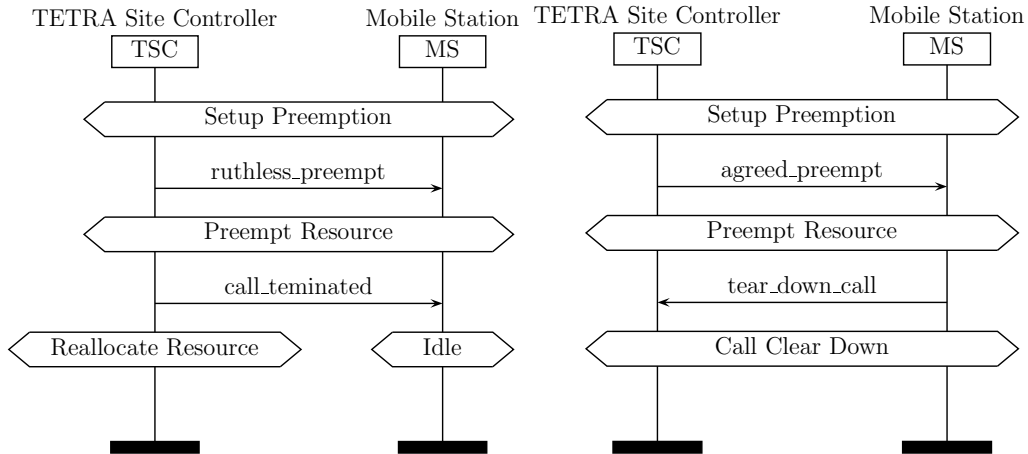 TETRA Site Controller
Mobile Station
TSC
MS
Setup Preemption
ruthless_preempt
Preempt Resource
call_teminated
Reallocate Resource
Idle
TETRA Site Controller
Mobile Station
TSC
MS
Setup Preemption
agreed_preempt
Preempt Resource
tear_down_call
Call Clear Down